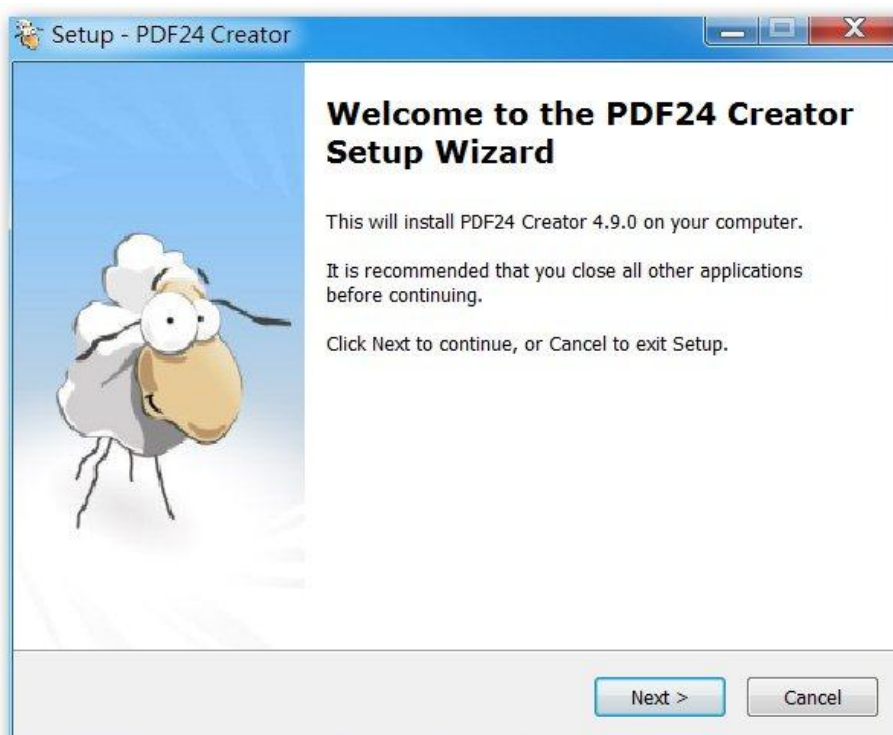 Setup - PDF24 Creator
Welcome to the PDF24 Creator
Setup Wizard
This will install PDF24 Creator 4.9.0 on your computer.
It is recommended that you close all other applications
before continuing.
Click Next to continue, or Cancel to exit Setup.
Next >
Cancel